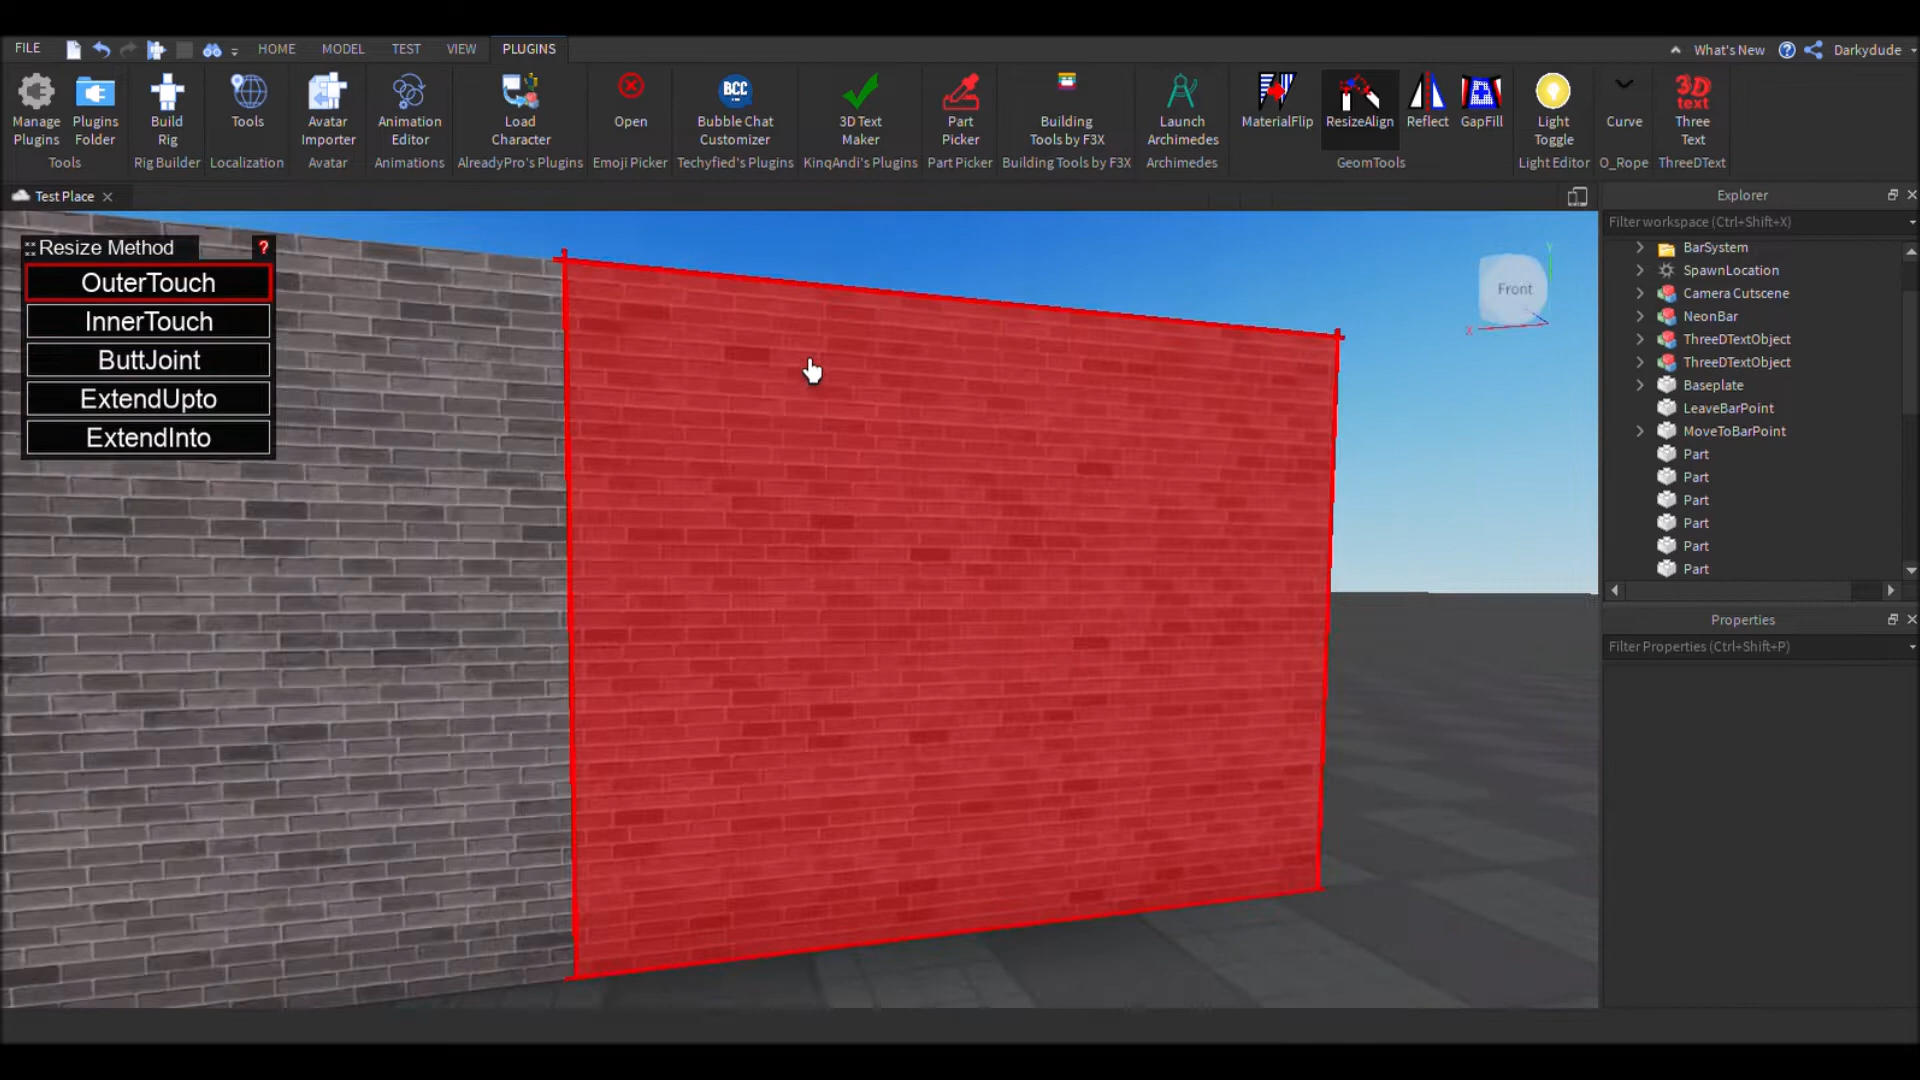 FILE HOME MODEL TEST VIEW PLUGINS What's New Darkydude
Manage Plugins
Plugins Folder
Tools
Build Rig
Rig Builder
Tools
Localization
Avatar Importer
Avatar
Animation Editor
Animations
Load Character
AlreadyPro's Plugins
Open
Emoji Picker
BCC
Bubble Chat Customizer
Techyfied's Plugins
3D Text Maker
KinqAndi's Plugins
Part Picker
Part Picker
Building Tools by F3X
Building Tools by F3X
Launch Archimedes
Archimedes
MaterialFlip
ResizeAlign
Reflect
GapFill
GeomTools
Light Toggle
Light Editor
Curve
O_Rope
3D text
Three Text
ThreeDText
Test Place
Resize Method ?
OuterTouch
InnerTouch
ButtJoint
ExtendUpto
ExtendInto
Front
X
Y
Explorer
Filter workspace (Ctrl+Shift+X)
BarSystem
SpawnLocation
Camera Cutscene
NeonBar
ThreeDTextObject
ThreeDTextObject
Baseplate
LeaveBarPoint
MoveToBarPoint
Part
Part
Part
Part
Part
Part
Properties
Filter Properties (Ctrl+Shift+P)